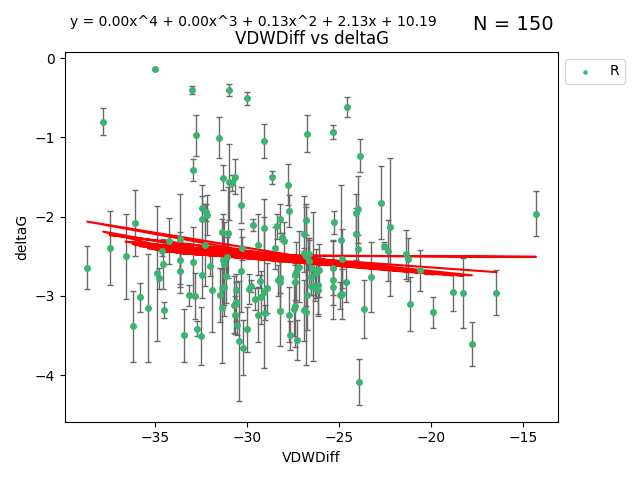 y = 0.00x^4 + 0.00x^3 + 0.13x^2 + 2.13x + 10.19
N = 150
VDWDiff vs deltaG
R
0
−1
−2
−3
−4
deltaG
−35 −30 −25 −20 −15
VDWDiff